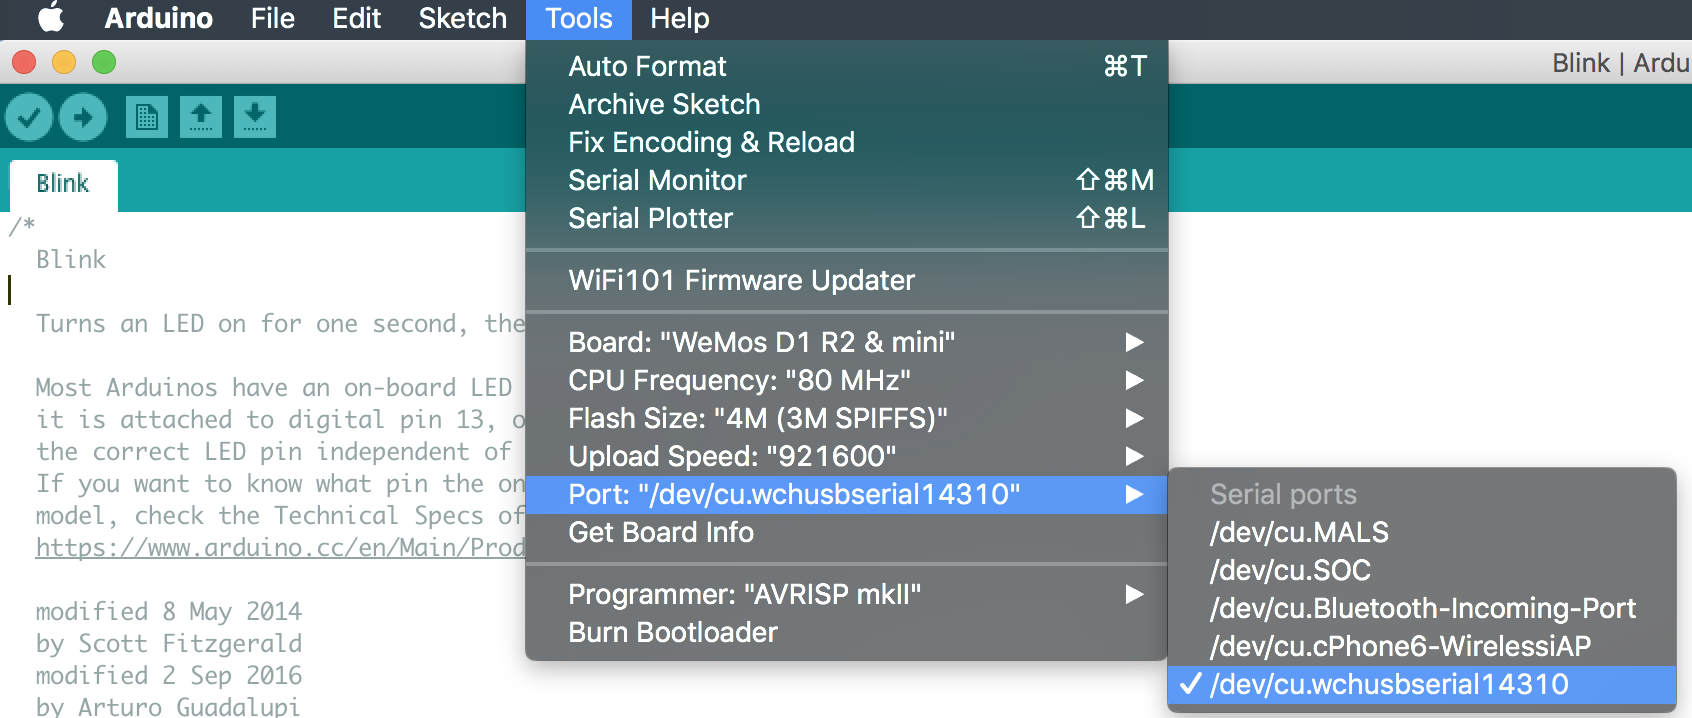 Arduino File Edit Sketch Tools Help
Blink | Ardu
Blink
/*
Blink
Turns an LED on for one second, the
Most Arduinos have an on-board LED
it is attached to digital pin 13, o
the correct LED pin independent of
If you want to know what pin the on
model, check the Technical Specs of
https://www.arduino.cc/en/Main/Prod
modified 8 May 2014
by Scott Fitzgerald
modified 2 Sep 2016
by Arturo Guadalupi
Auto Format ⌘T
Archive Sketch
Fix Encoding & Reload
Serial Monitor ⇧⌘M
Serial Plotter ⇧⌘L
WiFi101 Firmware Updater
Board: "WeMos D1 R2 & mini"
CPU Frequency: "80 MHz"
Flash Size: "4M (3M SPIFFS)"
Upload Speed: "921600"
Port: "/dev/cu.wchusbserial14310"
Get Board Info
Programmer: "AVRISP mkII"
Burn Bootloader
Serial ports
/dev/cu.MALS
/dev/cu.SOC
/dev/cu.Bluetooth-Incoming-Port
/dev/cu.cPhone6-WirelessiAP
/dev/cu.wchusbserial14310